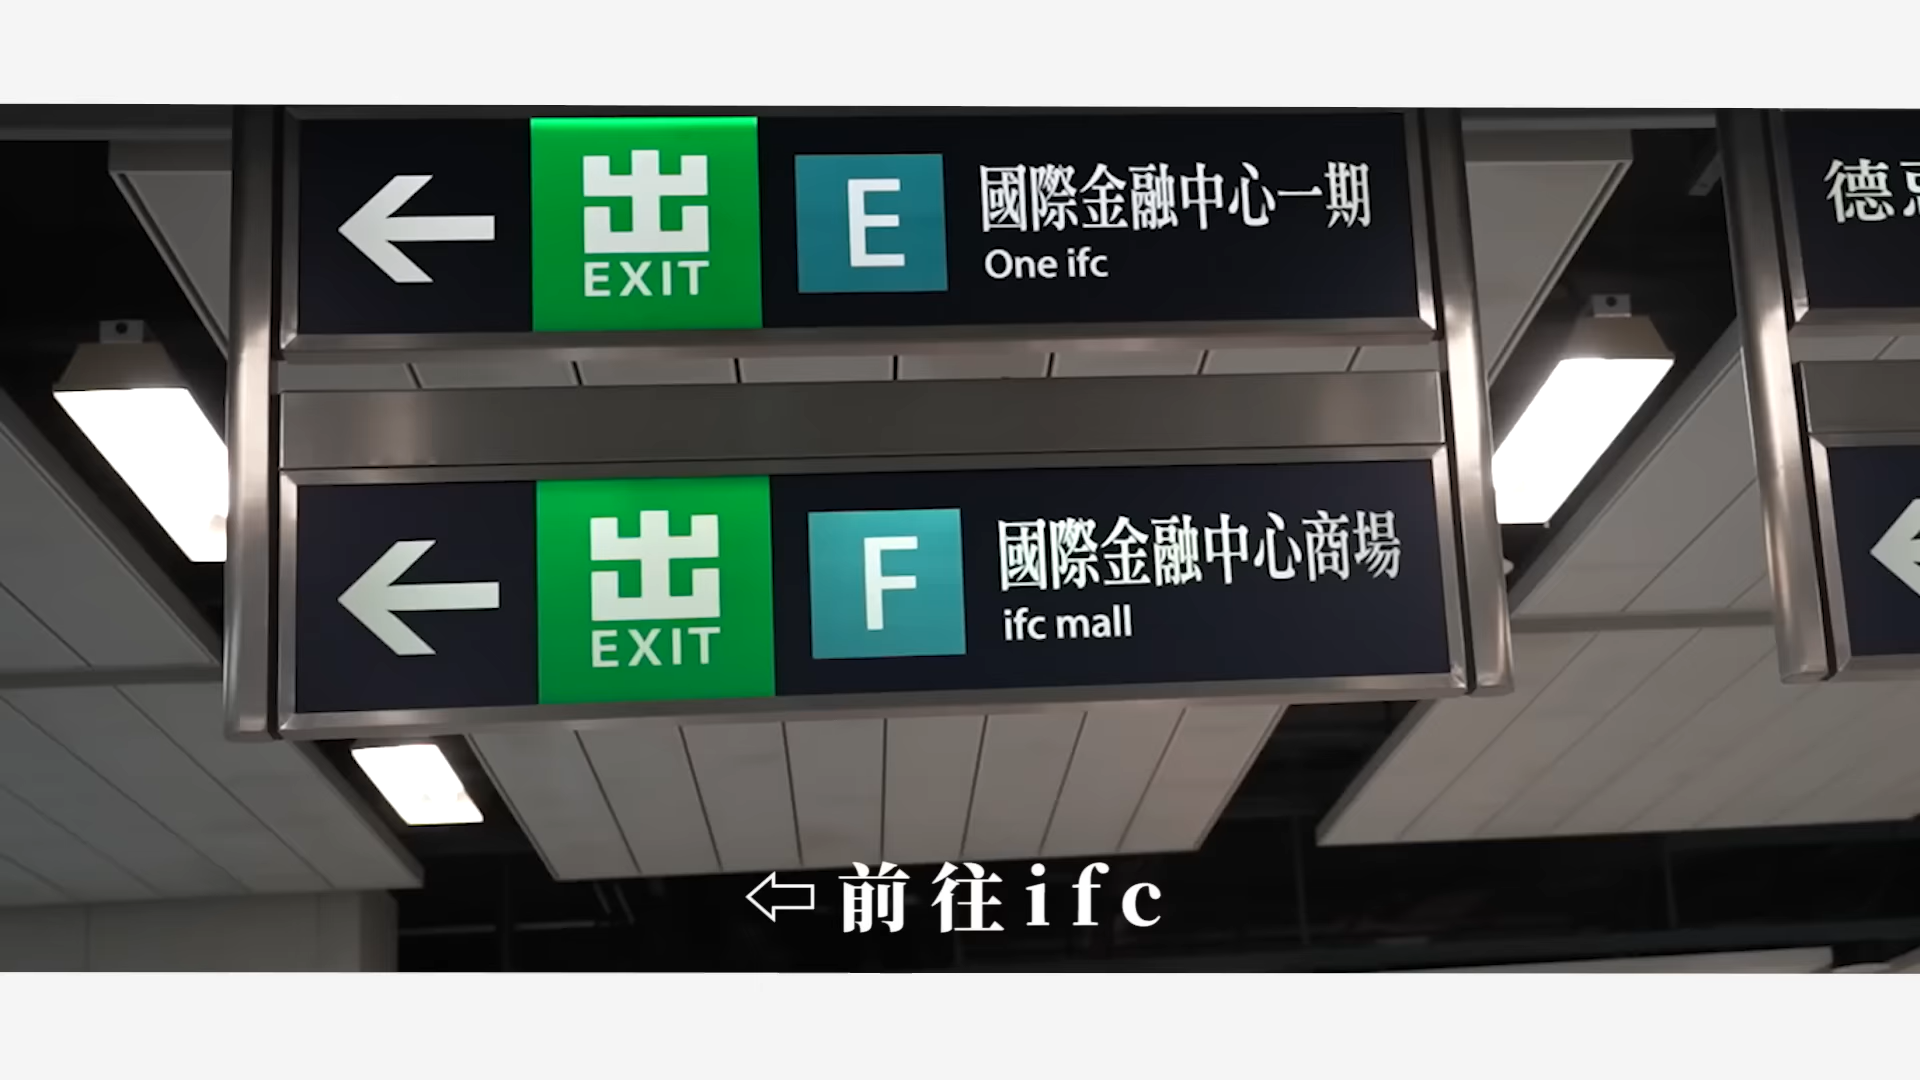 出
EXIT
E
國際金融中心一期
One ifc
出
EXIT
F
國際金融中心商場
ifc mall
德
⇦前往ifc